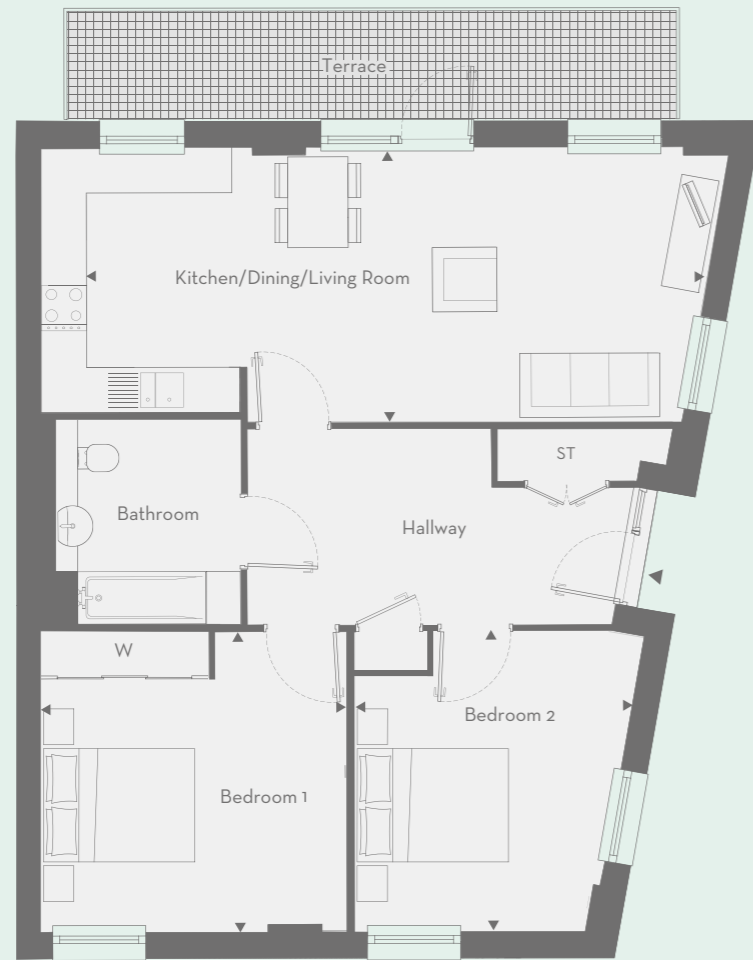 Terrace
Kitchen/Dining/Living Room
ST
Bathroom
Hallway
W
Bedroom 2
Bedroom 1